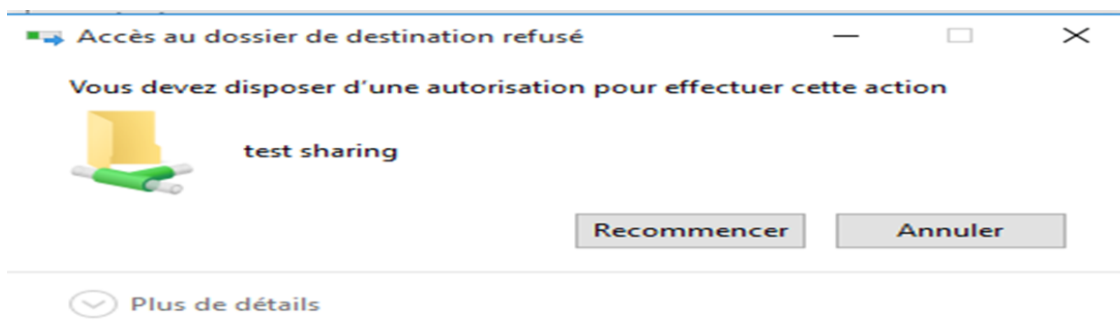 Accès au dossier de destination refusé
Vous devez disposer d'une autorisation pour effectuer cette action
test sharing
Recommencer
Annuler
Plus de détails